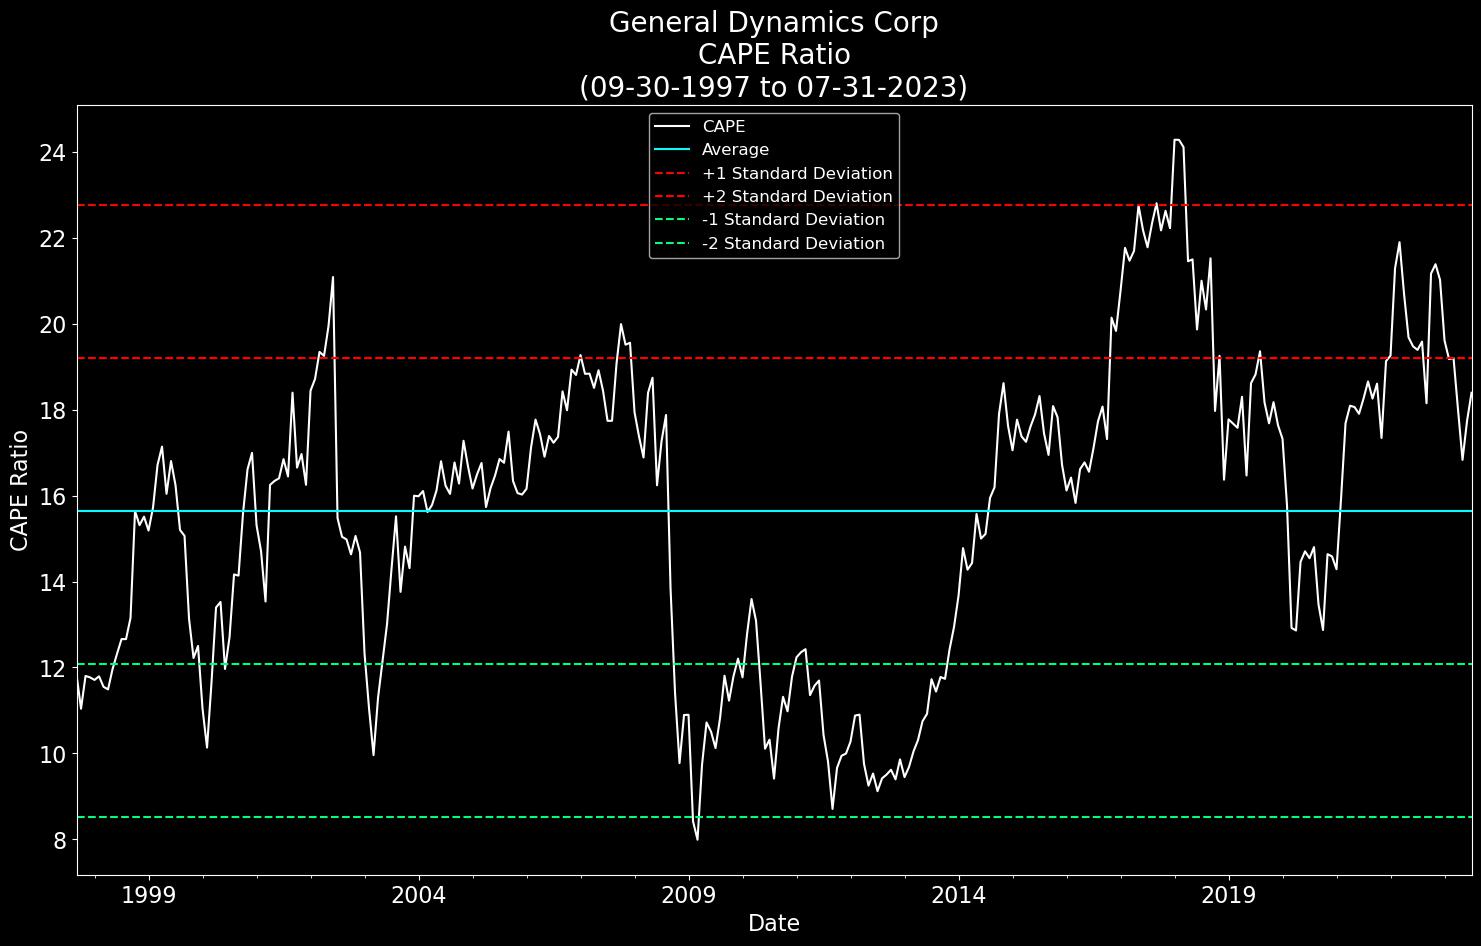 General Dynamics Corp
CAPE Ratio
(09-30-1997 to 07-31-2023)
CAPE
Average
+1 Standard Deviation
+2 Standard Deviation
-1 Standard Deviation
-2 Standard Deviation
CAPE Ratio
24
22
20
18
16
14
12
10
8
1999 2004 2009 2014 2019
Date